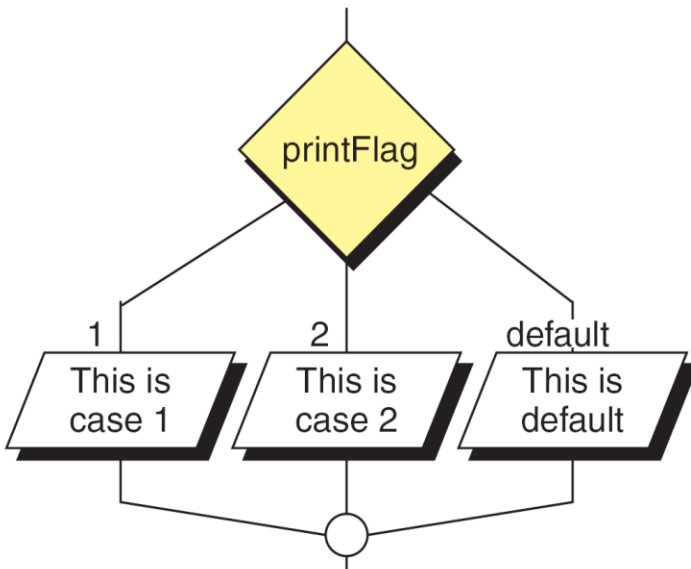 printFlag
1
2
default
This is
case 1
This is
case 2
This is
default